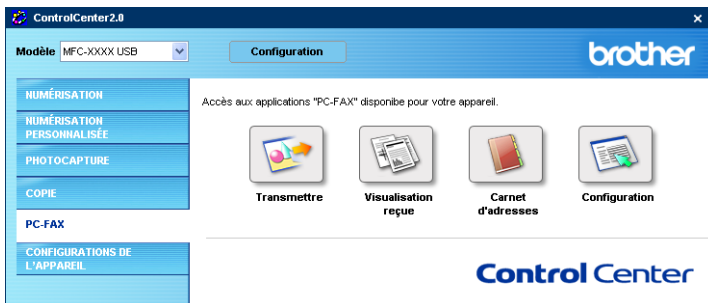 ControlCenter2.0
Modèle MFC-XXXX USB
Configuration
brother
NUMÉRISATION
NUMÉRISATION
PERSONNALISÉE
PHOTOCAPTURE
COPIE
PC-FAX
CONFIGURATIONS DE
L'APPAREIL
Accès aux applications "PC-FAX" disponibe pour votre appareil.
Transmettre
Visualisation
reçue
Carnet
d'adresses
Configuration
Control Center